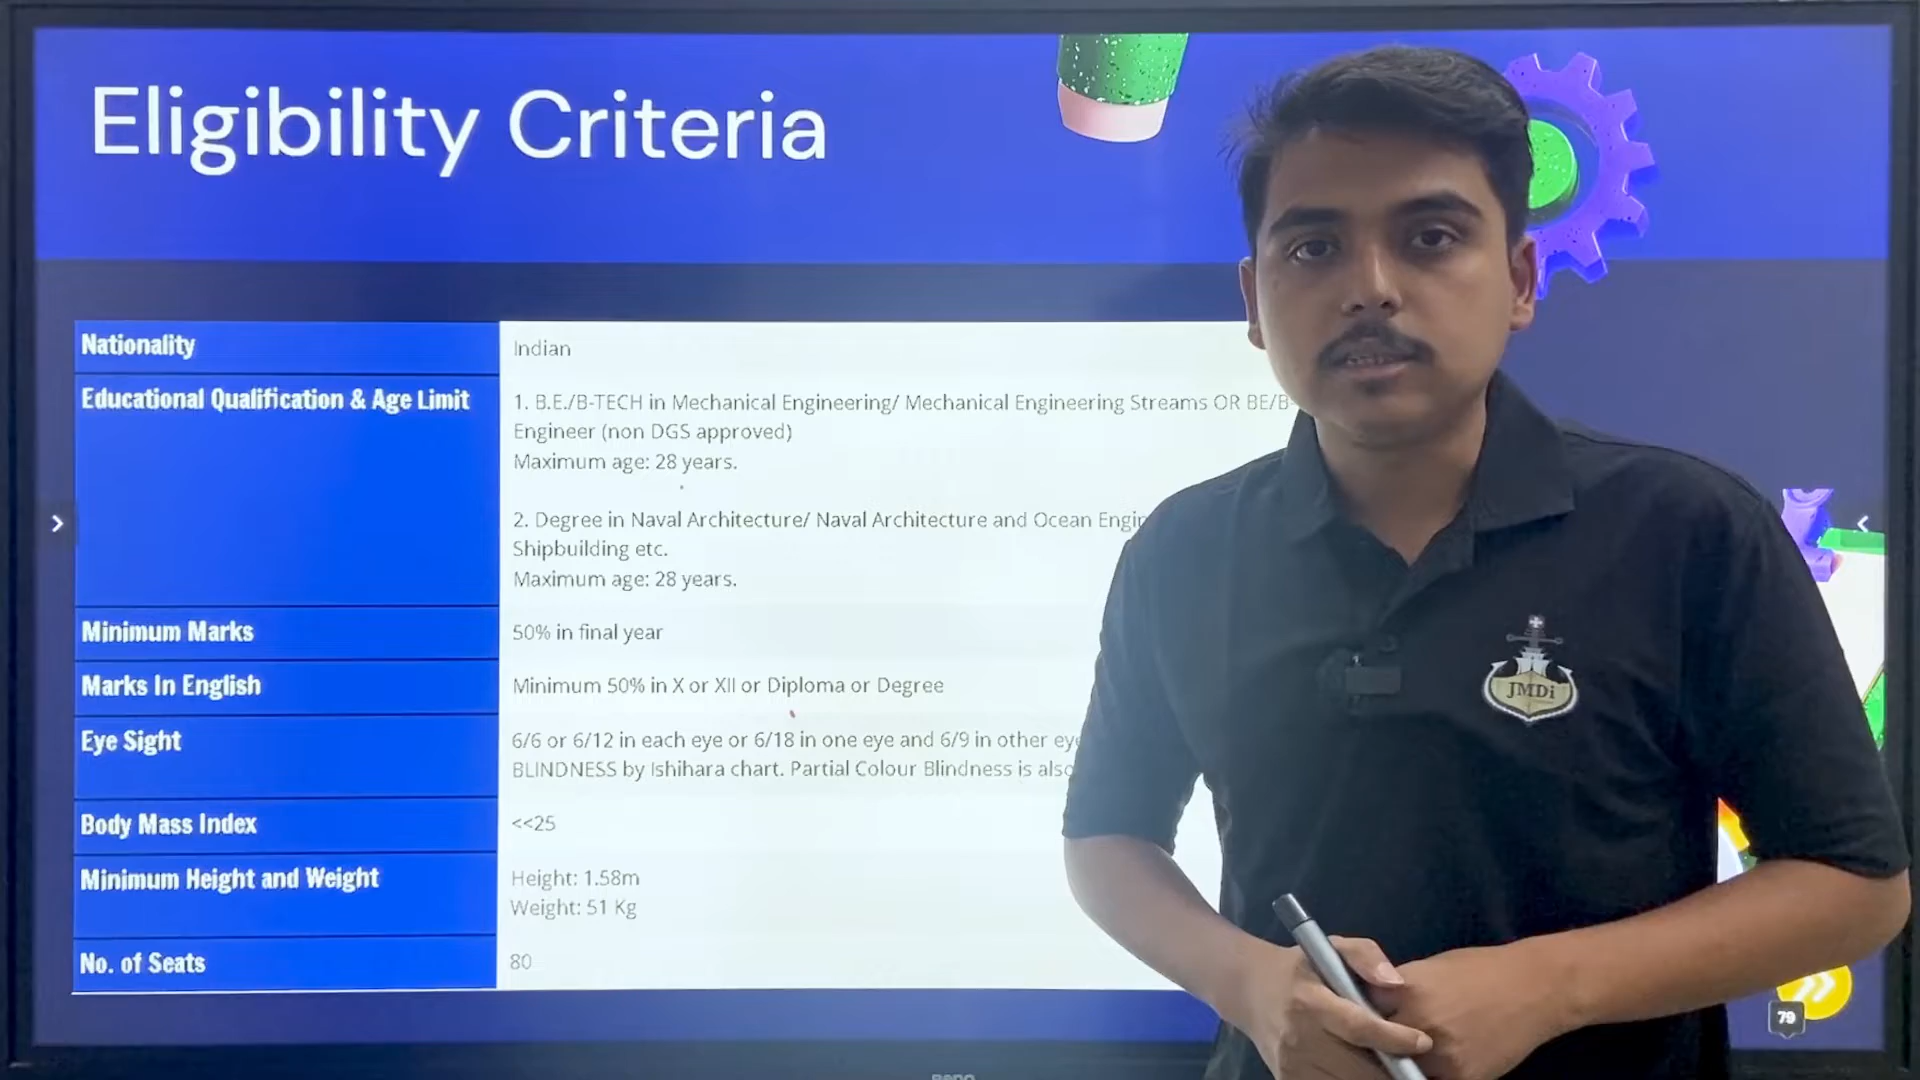 Eligibility Criteria
Nationality
Indian
Educational Qualification & Age Limit
1. B.E./B-TECH in Mechanical Engineering/ Mechanical Engineering Streams OR BE/B-
Engineer (non DGS approved)
Maximum age: 28 years.
2. Degree in Naval Architecture/ Naval Architecture and Ocean
Shipbuilding etc.
Maximum age: 28 years.
Minimum Marks
50% in final year
Marks In English
Minimum 50% in X or XII or Diploma or Degree
Eye Sight
6/6 or 6/12 in each eye or 6/18 in one eye and 6/9 in other
BLINDNESS by Ishihara chart. Partial Colour Blindness is also
Body Mass Index
<<25
Minimum Height and Weight
Height: 1.58m
Weight: 51 Kg
No. of Seats
80
JMDi
79